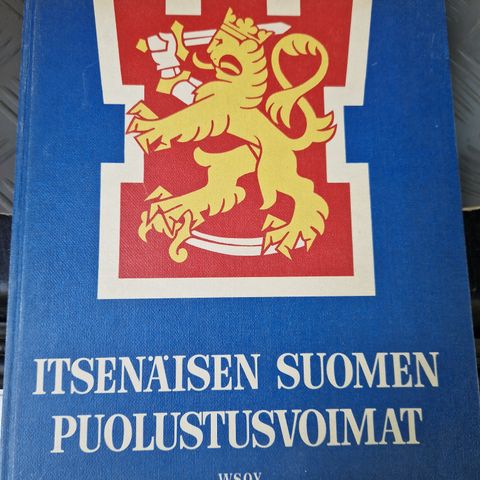 ITSENÄISEN SUOMEN
PUOLUSTUSVOIMAT
WSOY